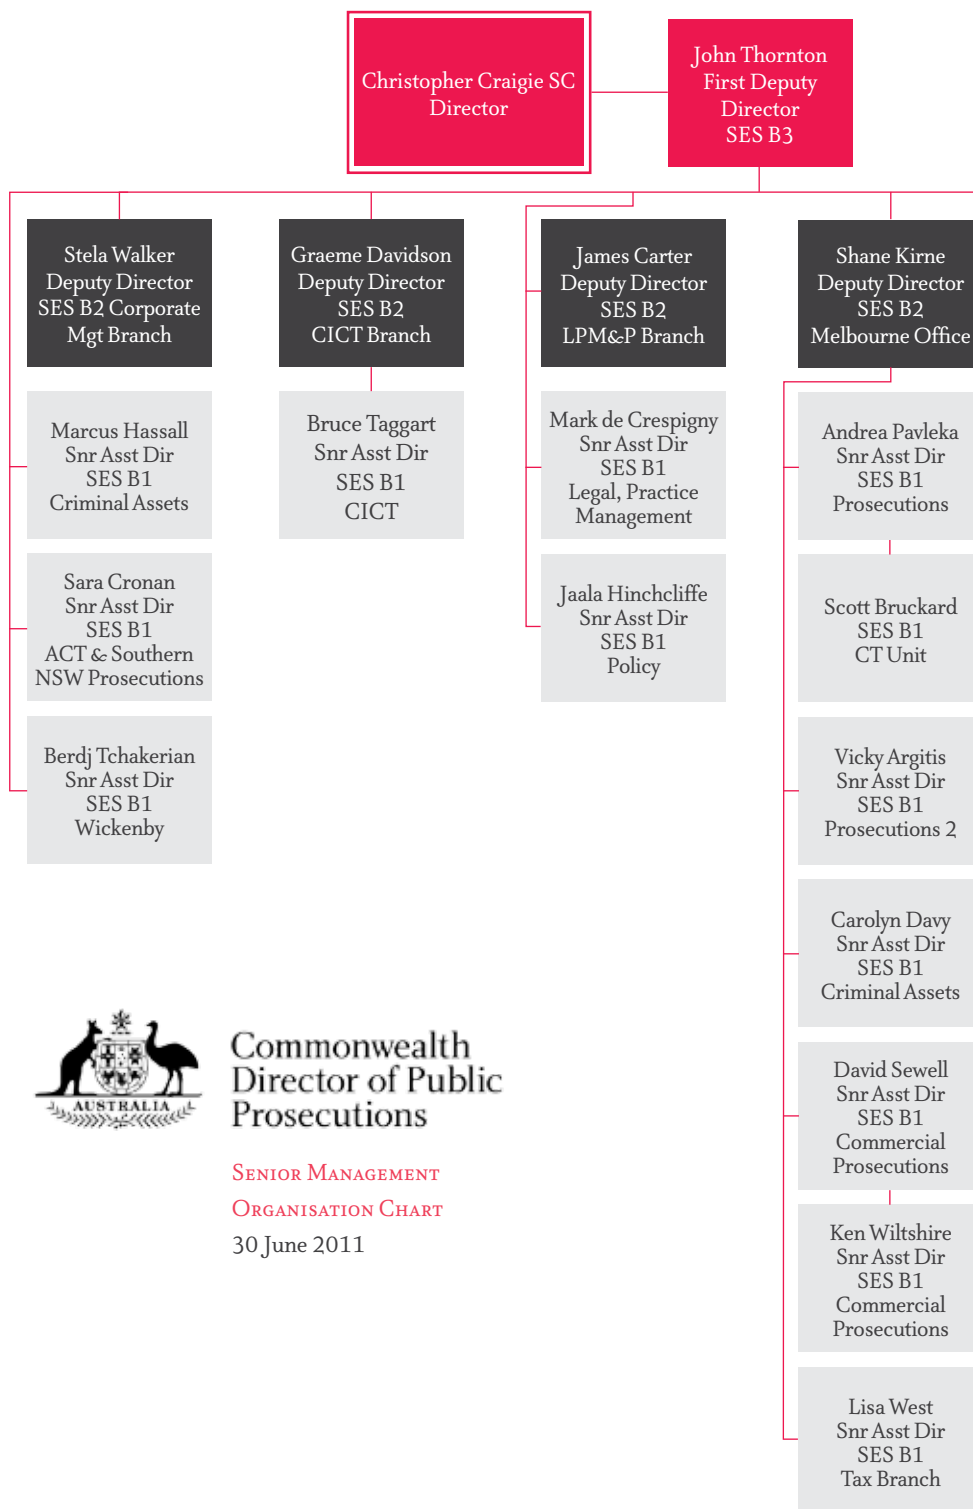 Christopher Craigie SC
Director
John Thornton
First Deputy
Director
SES B3
Stela Walker
Deputy Director
SES B2 Corporate
Mgt Branch
Graeme Davidson
Deputy Director
SES B2
CICT Branch
James Carter
Deputy Director
SES B2
LPM&P Branch
Shane Kirne
Deputy Director
SES B2
Melbourne Office
Marcus Hassall
Snr Asst Dir
SES B1
Criminal Assets
Sara Cronan
Snr Asst Dir
SES B1
ACT & Southern
NSW Prosecutions
Berdj Tchakerian
Snr Asst Dir
SES B1
Wickenby
Bruce Taggart
Snr Asst Dir
SES B1
CICT
Mark de Crespigny
Snr Asst Dir
SES B1
Legal, Practice
Management
Jaala Hinchcliffe
Snr Asst Dir
SES B1
Policy
Andrea Pavleka
Snr Asst Dir
SES B1
Prosecutions
Scott Bruckard
SES B1
CT Unit
Vicky Argitis
Snr Asst Dir
SES B1
Prosecutions 2
Carolyn Davy
Snr Asst Dir
SES B1
Criminal Assets
David Sewell
Snr Asst Dir
SES B1
Commercial
Prosecutions
Ken Wiltshire
Snr Asst Dir
SES B1
Commercial
Prosecutions
Lisa West
Snr Asst Dir
SES B1
Tax Branch
AUSTRALIA
Commonwealth
Director of Public
Prosecutions
Senior Management
Organisation Chart
30 June 2011